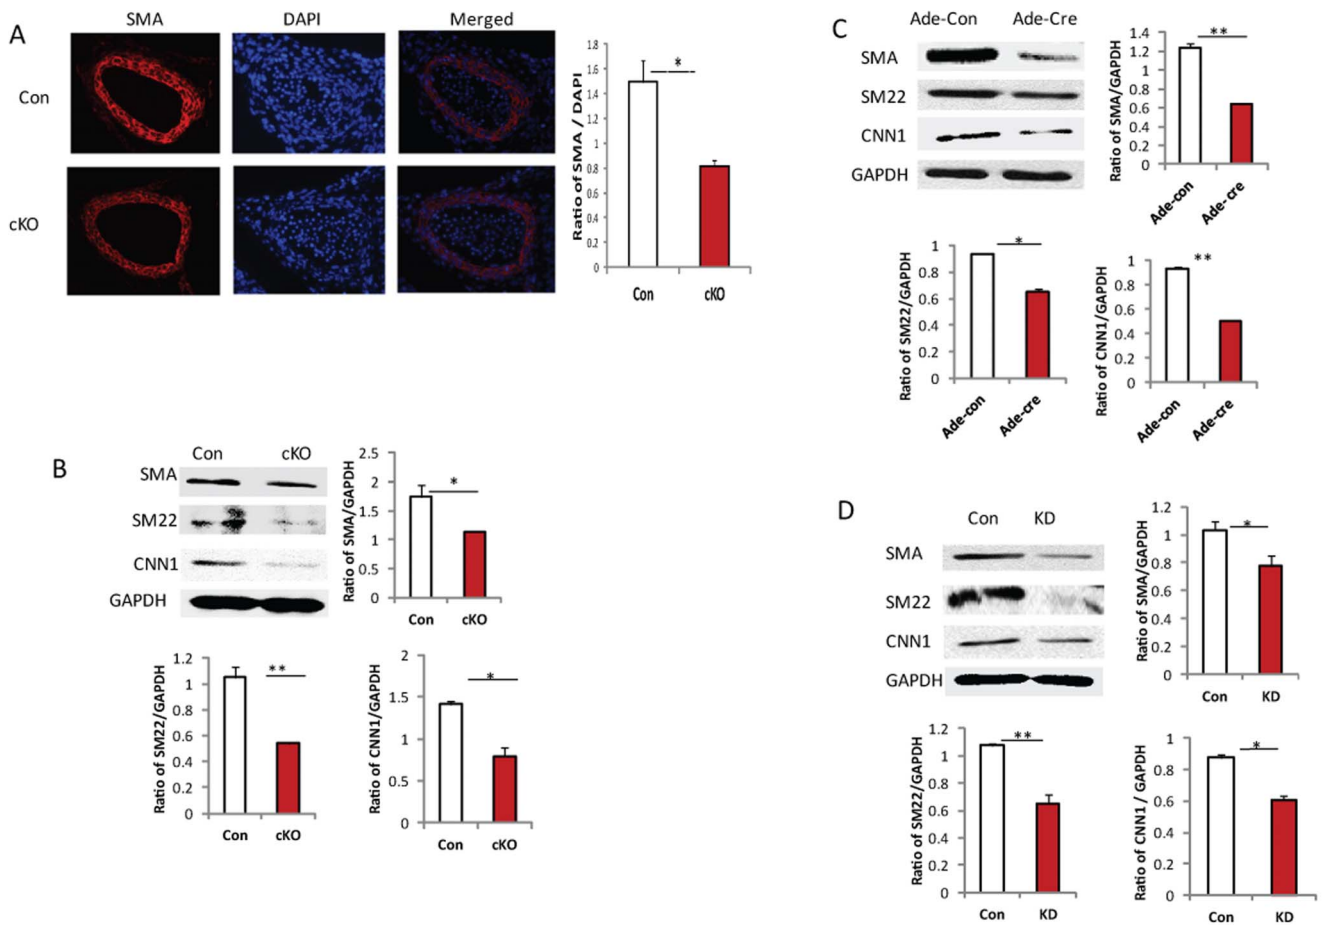 A
SMA DAPI Merged
Con
cKO
Ratio of SMA / DAPI
1.8
1.6
1.4
1.2
1
0.8
0.6
0.4
0.2
0
*
Con cKO
B
Con cKO
SMA
SM22
CNN1
GAPDH
Ratio of SMA/GAPDH
2.5
2
1.5
1
0.5
0
*
Con cKO
Ratio of SM22/GAPDH
1.2
1
0.8
0.6
0.4
0.2
0
**
Con cKO
Ratio of CNN1/GAPDH
2
1.5
1
0.5
0
*
Con cKO
C
Ade-Con Ade-Cre
SMA
SM22
CNN1
GAPDH
Ratio of SMA/GAPDH
1.4
1.2
1
0.8
0.6
0.4
0.2
0
**
Ade-con Ade-cre
Ratio of SM22/GAPDH
1
0.8
0.6
0.4
0.2
0
*
Ade-con Ade-cre
Ratio of CNN1/GAPDH
1
0.8
0.6
0.4
0.2
0
**
Ade-con Ade-cre
D
Con KD
SMA
SM22
CNN1
GAPDH
Ratio of SMA/GAPDH
1.2
1
0.8
0.6
0.4
0.2
0
*
Con KD
Ratio of SM22/GAPDH
1.2
1
0.8
0.6
0.4
0.2
0
**
Con KD
Ratio of CNN1 / GAPDH
1
0.8
0.6
0.4
0.2
0
*
Con KD